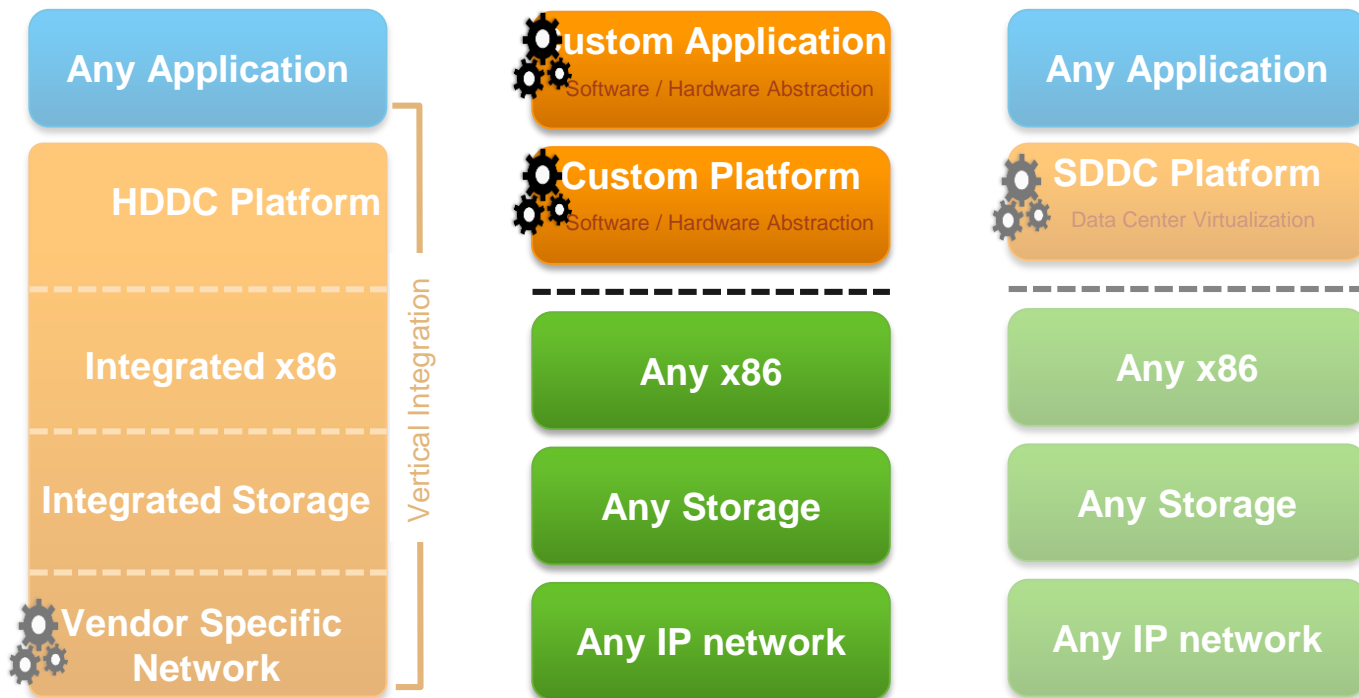 Any Application
HDDC Platform
Integrated x86
Integrated Storage
Vendor Specific
Network
Vertical Integration
ustom Application
Software / Hardware Abstraction
Custom Platform
Software / Hardware Abstraction
Any x86
Any Storage
Any IP network
Any Application
SDDC Platform
Data Center Virtualization
Any x86
Any Storage
Any IP network